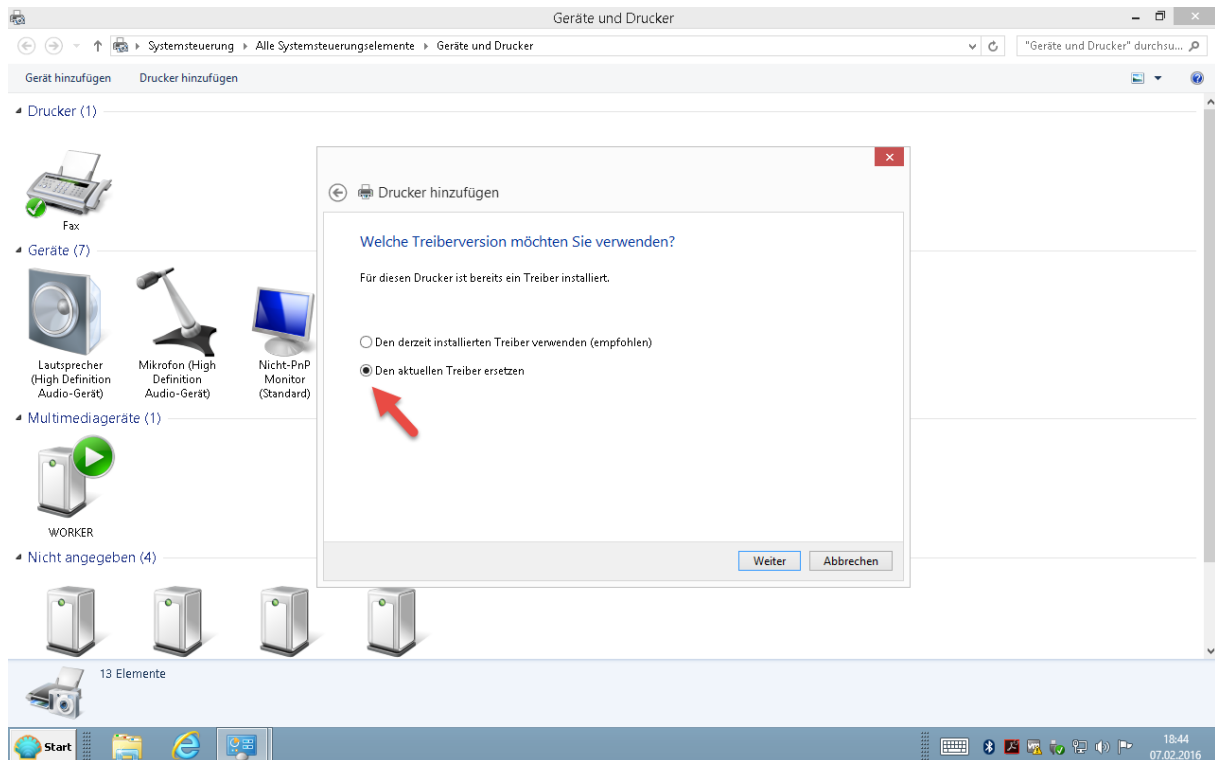 Geräte und Drucker
Systemsteuerung ▸ Alle Systemsteuerungselemente ▸ Geräte und Drucker
"Geräte und Drucker" durchsu...
Gerät hinzufügen Drucker hinzufügen
Drucker (1)
Fax
Geräte (7)
Lautsprecher
(High Definition
Audio-Gerät)
Mikrofon (High
Definition
Audio-Gerät)
Nicht-PnP
Monitor
(Standard)
Multimediageräte (1)
WORKER
Nicht angegeben (4)
Drucker hinzufügen
Welche Treiberversion möchten Sie verwenden?
Für diesen Drucker ist bereits ein Treiber installiert.
Den derzeit installierten Treiber verwenden (empfohlen)
Den aktuellen Treiber ersetzen
Weiter Abbrechen
13 Elemente
Start
18:44
07.02.2016